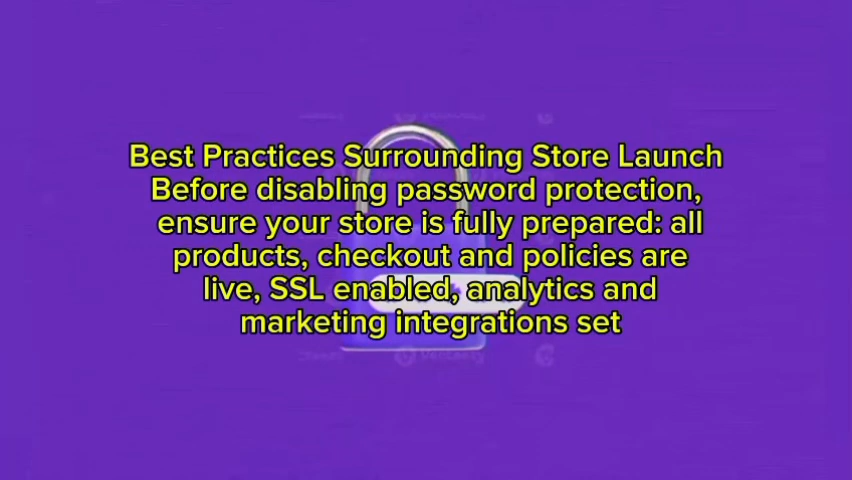 Best Practices Surrounding Store Launch
Before disabling password protection,
ensure your store is fully prepared: all
products, checkout and policies are
live, SSL enabled, analytics and
marketing integrations set